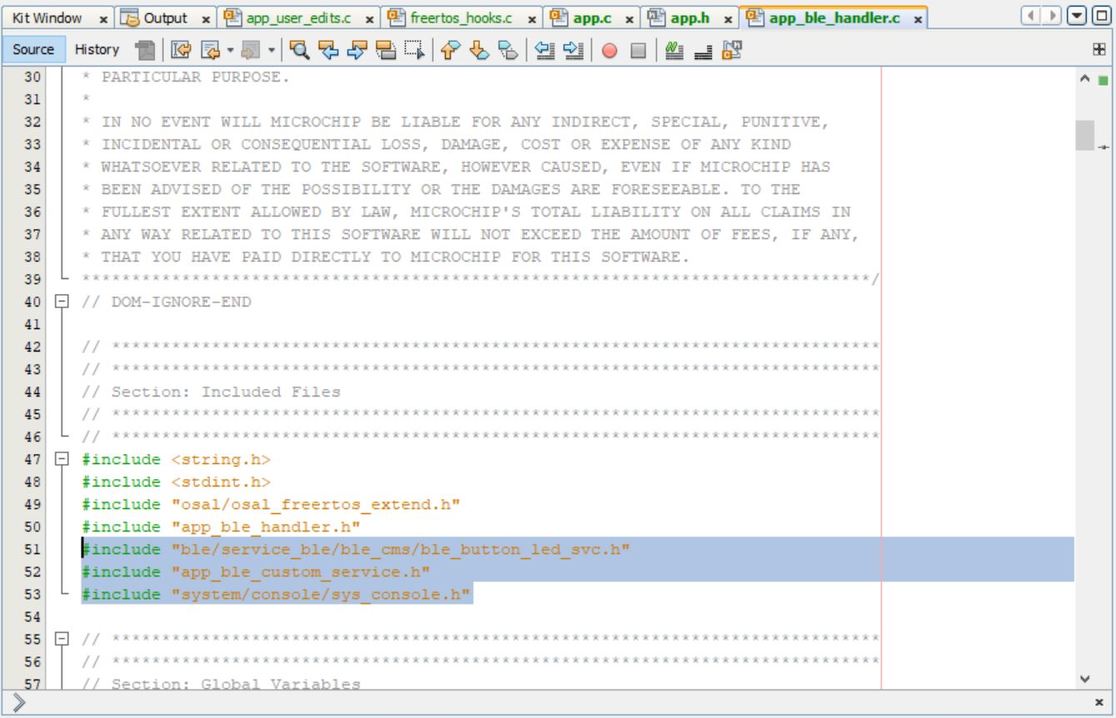 Kit Window Output app_user_edits.c freertos_hooks.c app.c app.h app_ble_handler.c
Source History
30 * PARTICULAR PURPOSE.
31 *
32 * IN NO EVENT WILL MICROCHIP BE LIABLE FOR ANY INDIRECT, SPECIAL, PUNITIVE,
33 * INCIDENTAL OR CONSEQUENTIAL LOSS, DAMAGE, COST OR EXPENSE OF ANY KIND
34 * WHATSOEVER RELATED TO THE SOFTWARE, HOWEVER CAUSED, EVEN IF MICROCHIP HAS
35 * BEEN ADVISED OF THE POSSIBILITY OR THE DAMAGES ARE FORESEEABLE. TO THE
36 * FULLEST EXTENT ALLOWED BY LAW, MICROCHIP'S TOTAL LIABILITY ON ALL CLAIMS IN
37 * ANY WAY RELATED TO THIS SOFTWARE WILL NOT EXCEED THE AMOUNT OF FEES, IF ANY,
38 * THAT YOU HAVE PAID DIRECTLY TO MICROCHIP FOR THIS SOFTWARE.
39 *******************************************************************************/
40 // DOM-IGNORE-END
41
42 // *****************************************************************************
43 // *****************************************************************************
44 // Section: Included Files
45 // *****************************************************************************
46 // *****************************************************************************
47 #include <string.h>
48 #include <stdint.h>
49 #include "osal/osal_freertos_extend.h"
50 #include "app_ble_handler.h"
51 #include "ble/service_ble/ble_cms/ble_button_led_svc.h"
52 #include "app_ble_custom_service.h"
53 #include "system/console/sys_console.h"
54
55 // *****************************************************************************
56 // *****************************************************************************
57 // Section: Global Variables